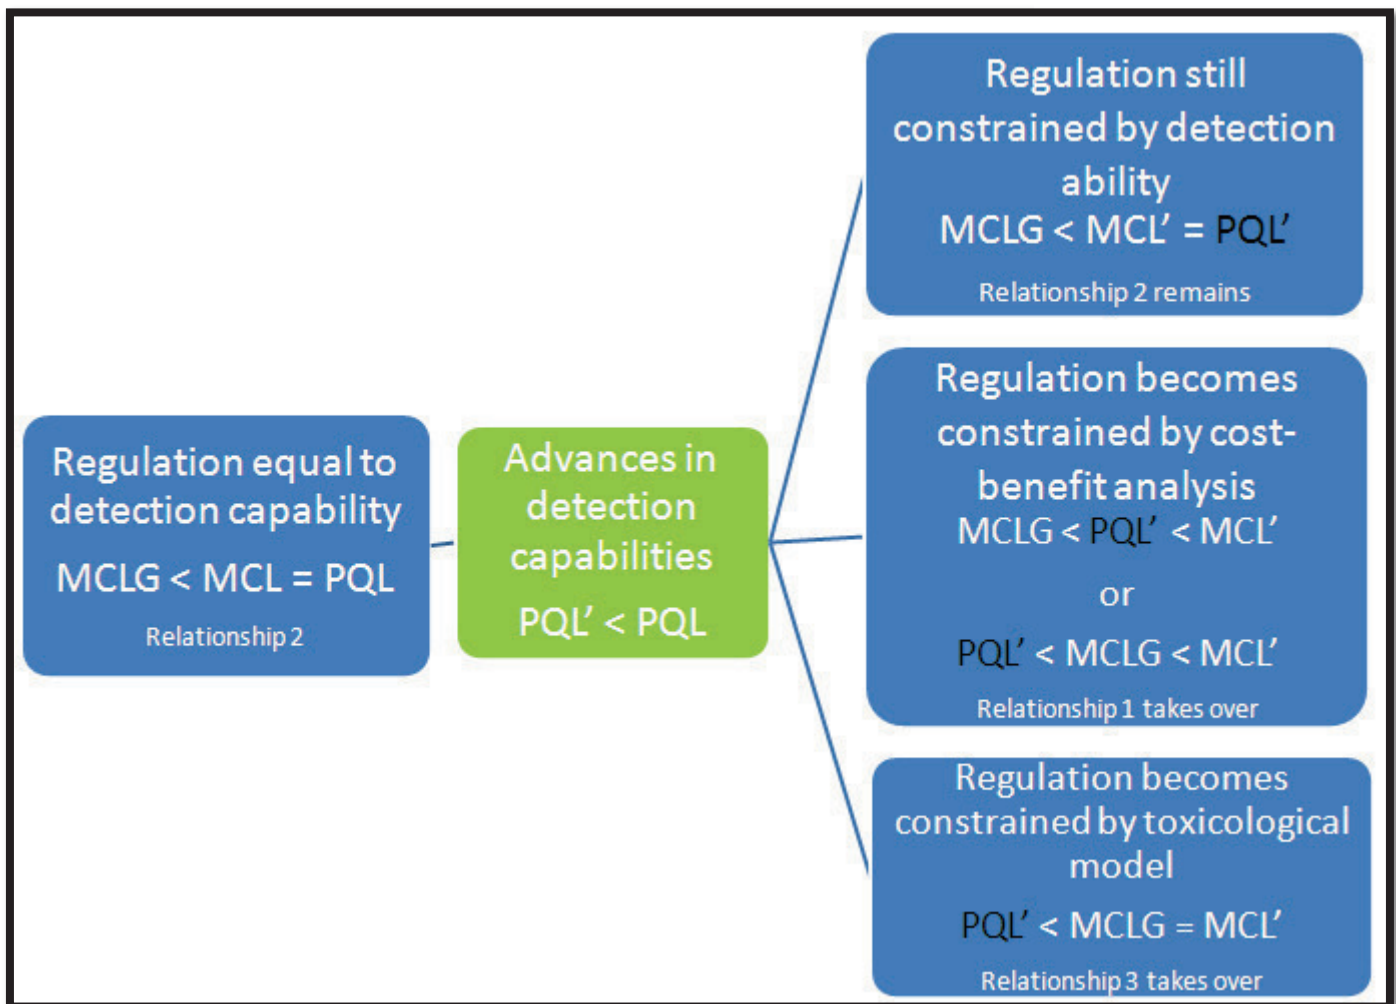 Regulation equal to
detection capability
MCLG < MCL = PQL
Relationship 2
Advances in
detection
capabilities
PQL’ < PQL
Regulation still
constrained by detection
ability
MCLG < MCL’ = PQL’
Relationship 2 remains
Regulation becomes
constrained by cost-
benefit analysis
MCLG < PQL’ < MCL’
or
PQL’ < MCLG < MCL’
Relationship 1 takes over
Regulation becomes
constrained by toxicological
model
PQL’ < MCLG = MCL’
Relationship 3 takes over